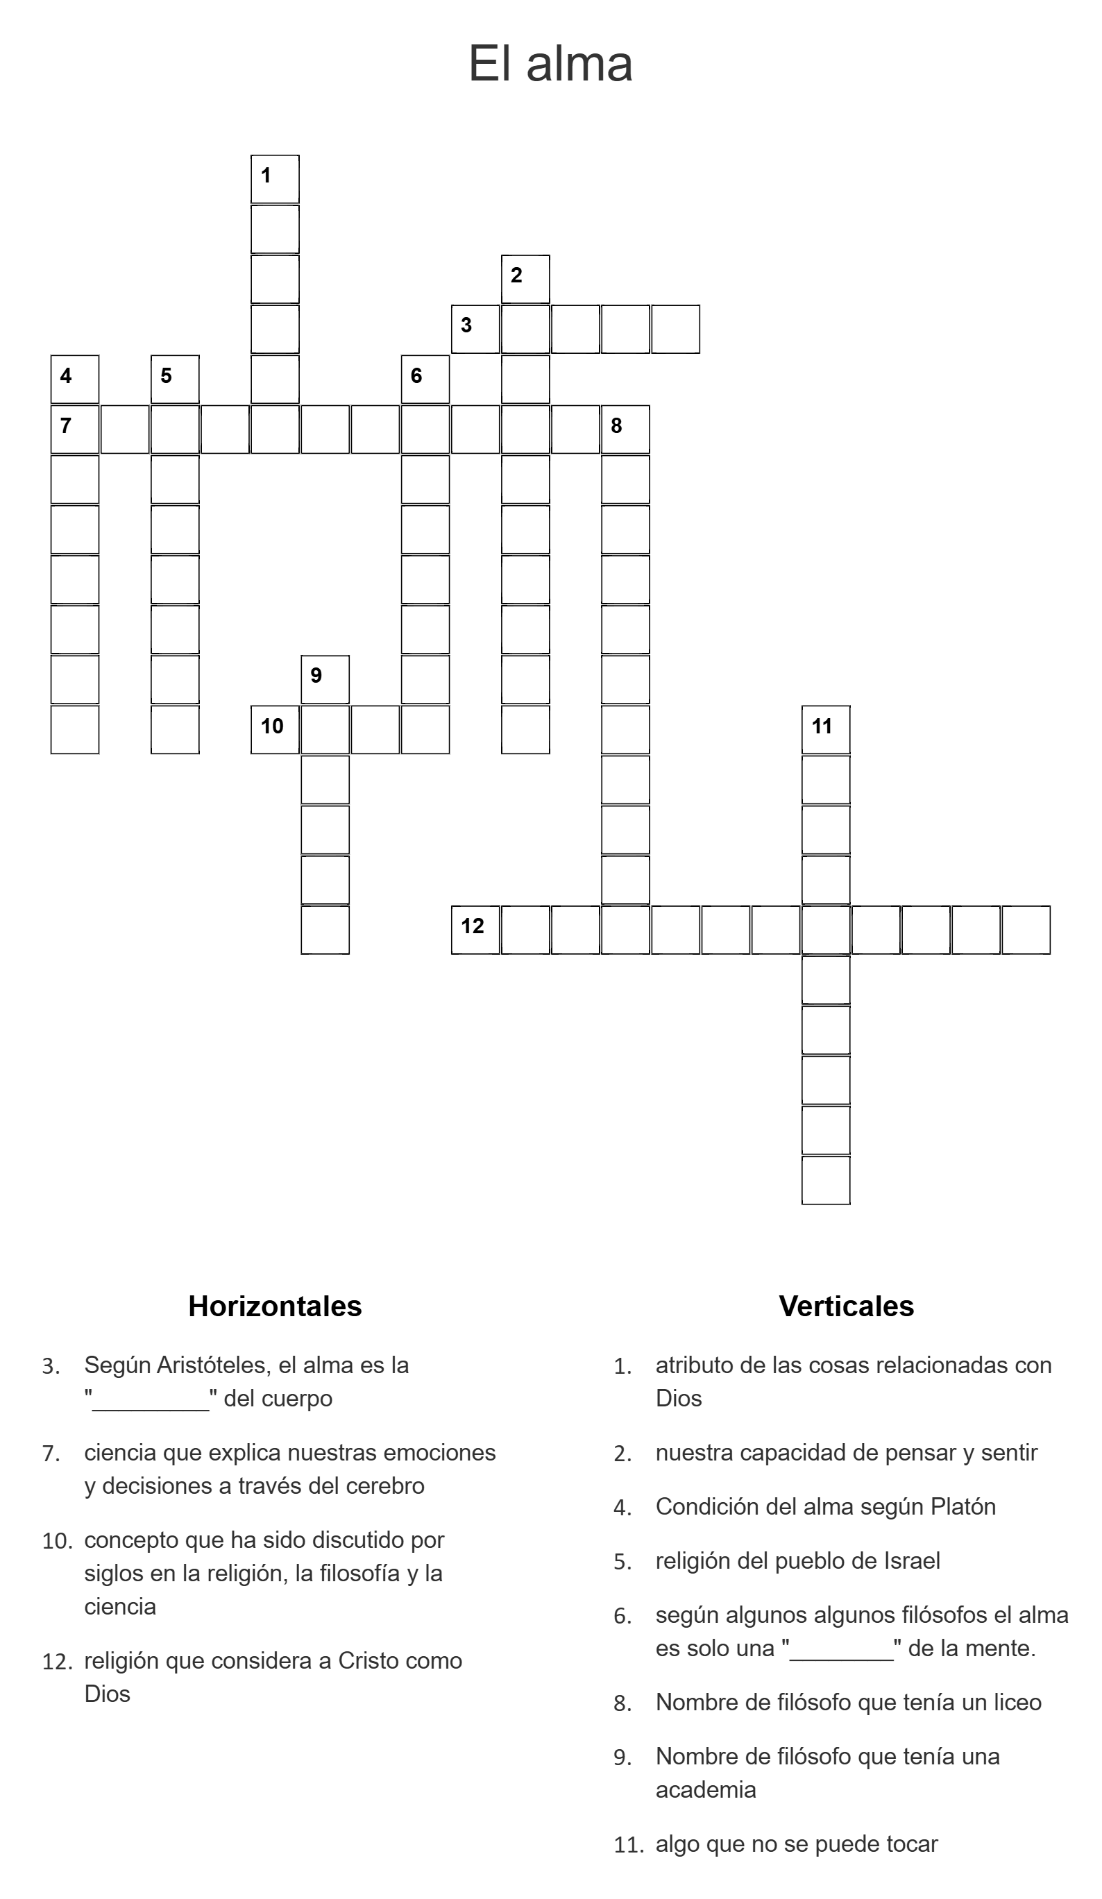 El alma
1
2
3
4 5 6
7 8
9
10 11
12
Horizontales
3. Según Aristóteles, el alma es la
"_________" del cuerpo
7. ciencia que explica nuestras emociones
y decisiones a través del cerebro
10. concepto que ha sido discutido por
siglos en la religión, la filosofía y la
ciencia
12. religión que considera a Cristo como
Dios
Verticales
1. atributo de las cosas relacionadas con
Dios
2. nuestra capacidad de pensar y sentir
4. Condición del alma según Platón
5. religión del pueblo de Israel
6. según algunos algunos filósofos el alma
es solo una "________" de la mente.
8. Nombre de filósofo que tenía un liceo
9. Nombre de filósofo que tenía una
academia
11. algo que no se puede tocar